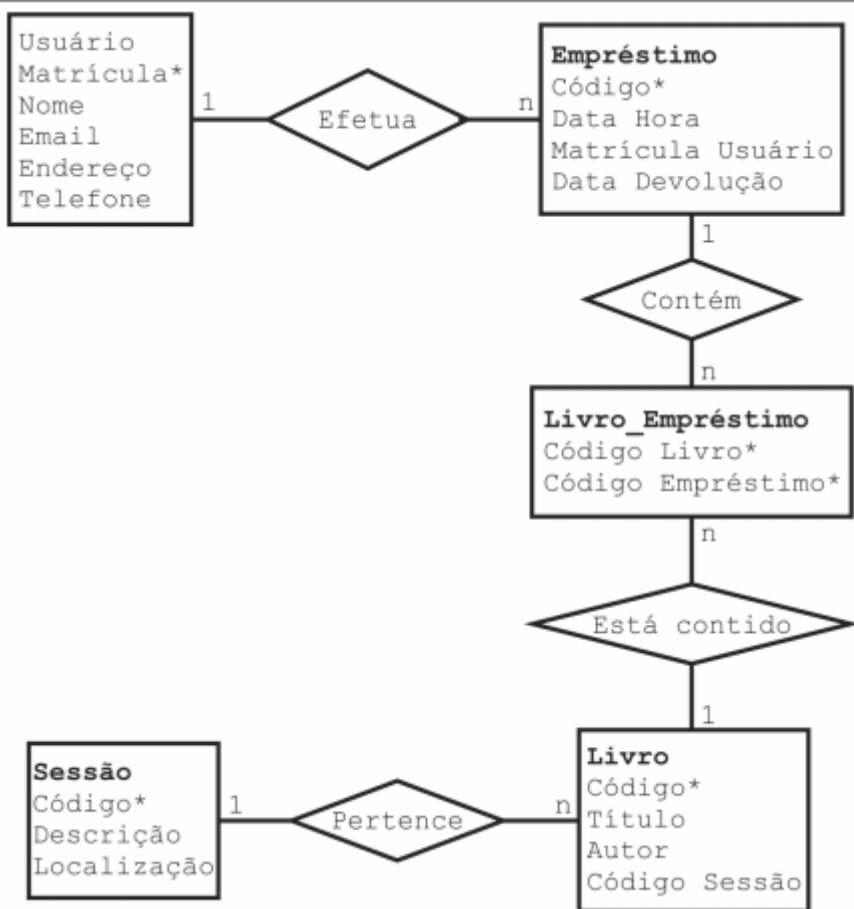 Usuário
Matrícula*
Nome
Email
Endereço
Telefone
1
Efetua
n
Empréstimo
Código*
Data Hora
Matrícula Usuário
Data Devolução
1
Contém
n
Livro_Empréstimo
Código Livro*
Código Empréstimo*
n
Está contido
1
Sessão
Código*
Descrição
Localização
1
Pertence
n
Livro
Código*
Título
Autor
Código Sessão